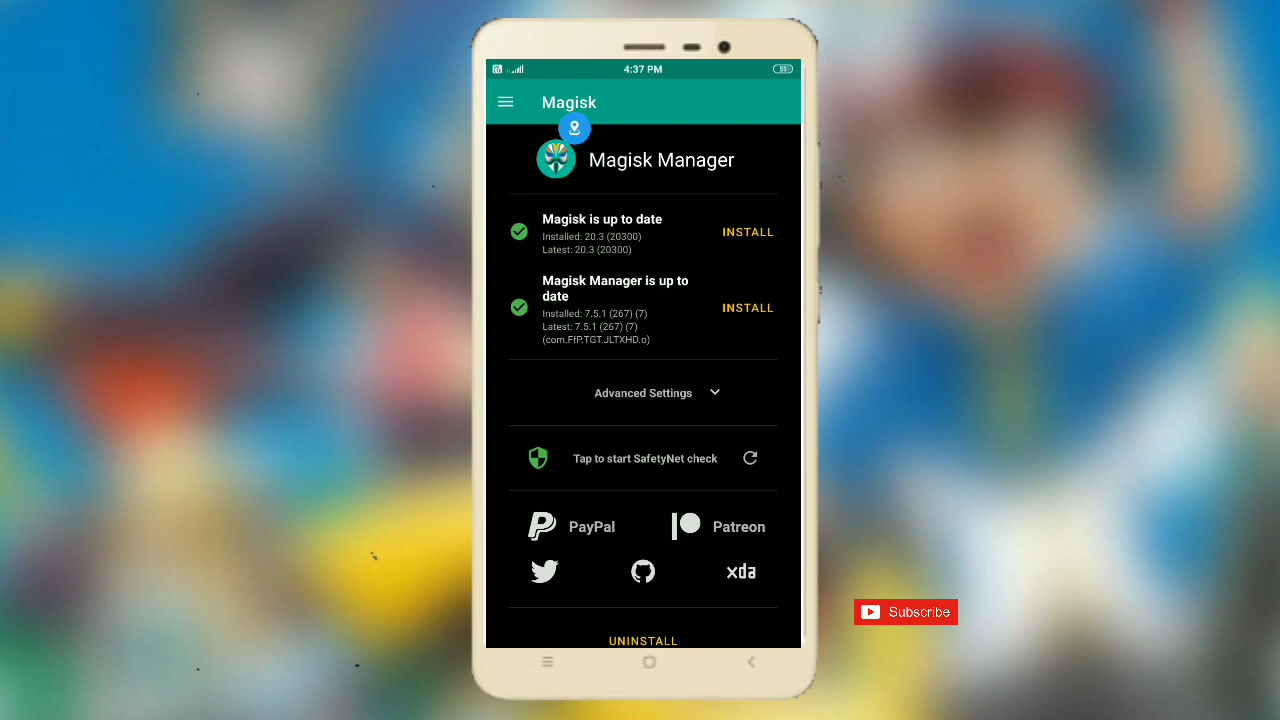 4:37 PM
51
Magisk
Magisk Manager
Magisk is up to date
Installed: 20.3 (20300)
Latest: 20.3 (20300)
INSTALL
Magisk Manager is up to
date
Installed: 7.5.1 (267) (7)
Latest: 7.5.1 (267) (7)
(com.FfP.TGT.JLTXHD.o)
INSTALL
Advanced Settings
Tap to start SafetyNet check
PayPal
Patreon
xda
UNINSTALL
Subscribe